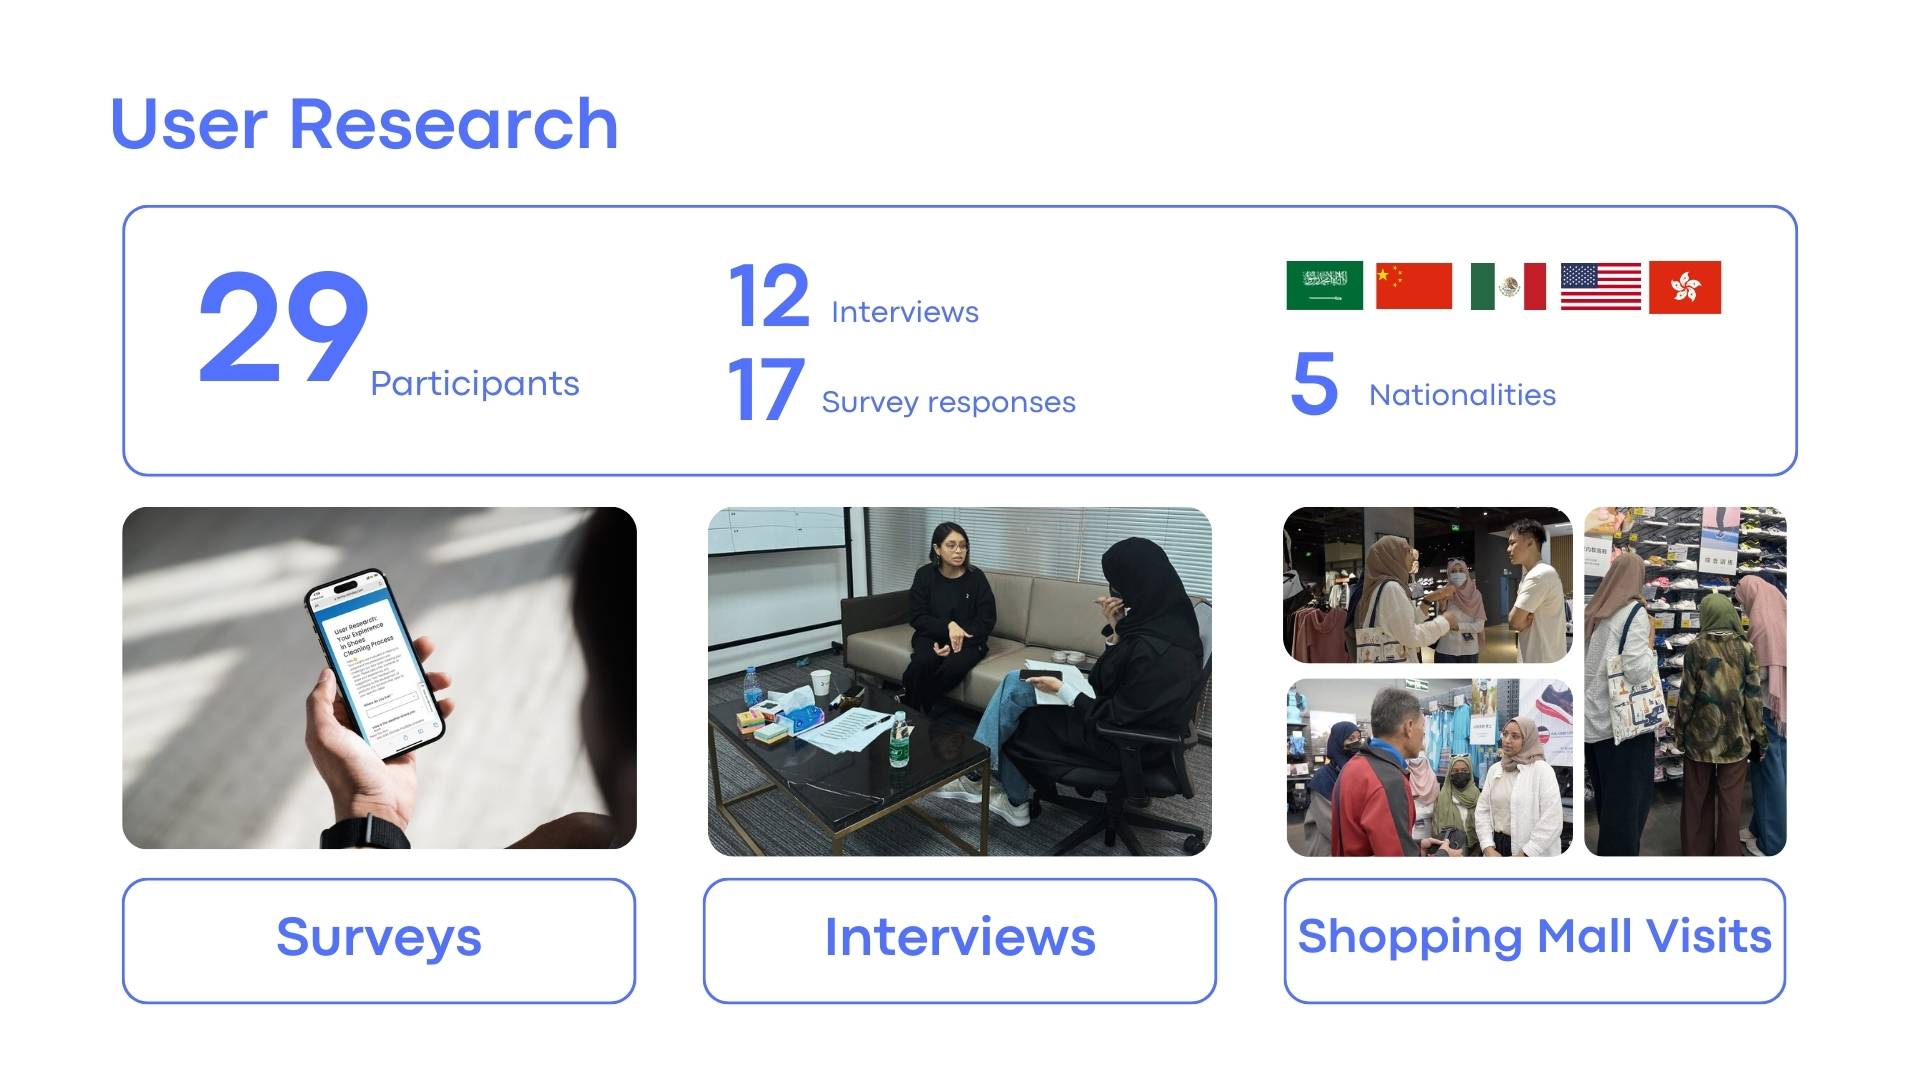 User Research
29
Participants
12 Interviews
17 Survey responses
5 Nationalities
User Research:
Your Explerience
in Shoes
Cleaning Process
Surveys
Interviews
Shopping Mall Visits